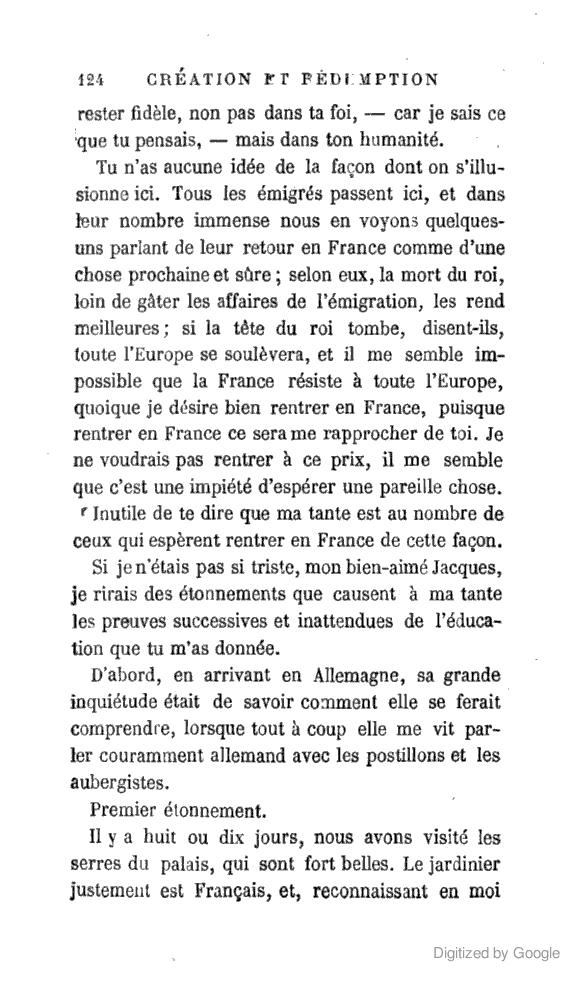 124 CRÉATION ET RÉDEMPTION
rester fidèle, non pas dans ta foi, — car je sais ce
que tu pensais, — mais dans ton humanité.
Tu n'as aucune idée de la façon dont on s'illu-
sionne ici. Tous les émigrés passent ici, et dans
leur nombre immense nous en voyons quelques-
uns parlant de leur retour en France comme d'une
chose prochaine et sûre ; selon eux, la mort du roi,
loin de gâter les affaires de l'émigration, les rend
meilleures ; si la tête du roi tombe, disent-ils,
toute l'Europe se soulèvera, et il me semble im-
possible que la France résiste à toute l'Europe,
quoique je désire bien rentrer en France, puisque
rentrer en France ce sera me rapprocher de toi. Je
ne voudrais pas rentrer à ce prix, il me semble
que c'est une impiété d'espérer une pareille chose.
Inutile de te dire que ma tante est au nombre de
ceux qui espèrent rentrer en France de cette façon.
Si je n'étais pas si triste, mon bien-aimé Jacques,
je rirais des étonnements que causent à ma tante
les preuves successives et inattendues de l'éduca-
tion que tu m'as donnée.
D'abord, en arrivant en Allemagne, sa grande
inquiétude était de savoir comment elle se ferait
comprendre, lorsque tout à coup elle me vit par-
ler couramment allemand avec les postillons et les
aubergistes.
Premier étonnement.
Il y a huit ou dix jours, nous avons visité les
serres du palais, qui sont fort belles. Le jardinier
justement est Français, et, reconnaissant en moi
Digitized by Google